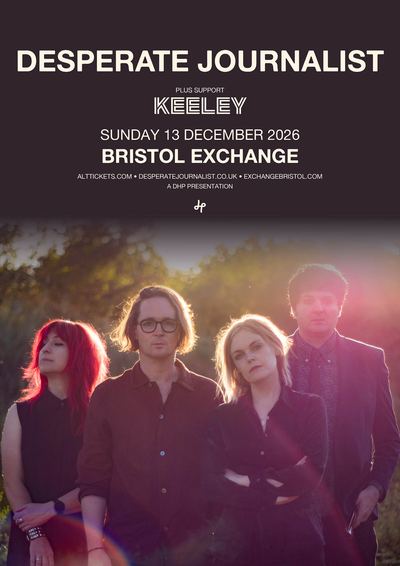 DESPERATE JOURNALIST
PLUS SUPPORT
KEELEY
SUNDAY 13 DECEMBER 2026
BRISTOL EXCHANGE
ALTTICKETS.COM • DESPERATEJOURNALIST.CO.UK • EXCHANGEBRISTOL.COM
A DHP PRESENTATION
dhp